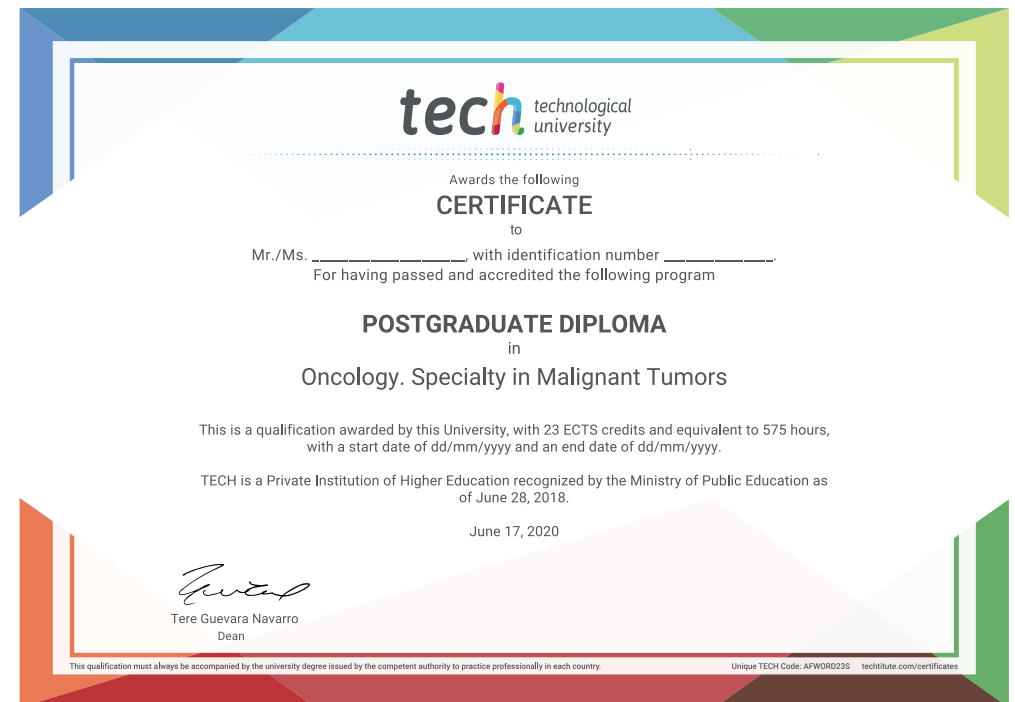 tech technological
university
Awards the following
CERTIFICATE
to
Mr./Ms. _________________, with identification number ____________.
For having passed and accredited the following program
POSTGRADUATE DIPLOMA
in
Oncology. Specialty in Malignant Tumors
This is a qualification awarded by this University, with 23 ECTS credits and equivalent to 575 hours,
with a start date of dd/mm/yyyy and an end date of dd/mm/yyyy.
TECH is a Private Institution of Higher Education recognized by the Ministry of Public Education as
of June 28, 2018.
June 17, 2020
Tere Guevara Navarro
Dean
This qualification must always be accompanied by the university degree issued by the competent authority to practice professionally in each country. Unique TECH Code: AFWORD23S techtitute.com/certificates